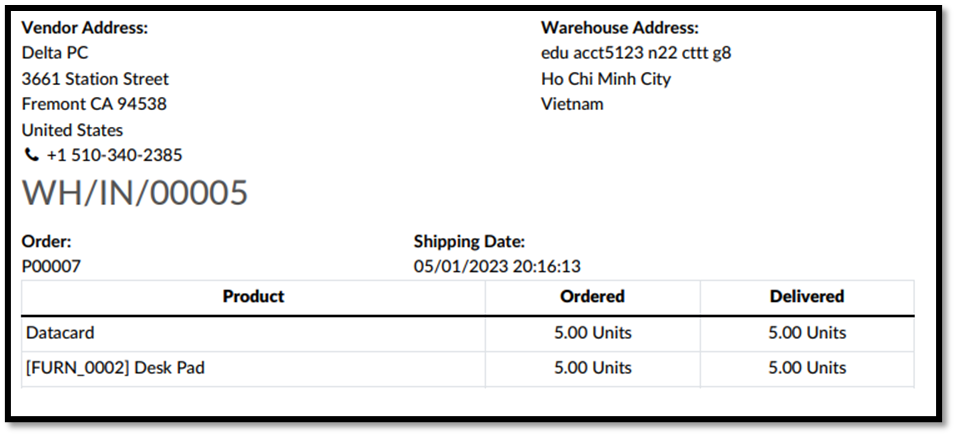 Vendor Address:
Delta PC
3661 Station Street
Fremont CA 94538
United States
+1 510-340-2385
Warehouse Address:
edu acct5123 n22 cttt g8
Ho Chi Minh City
Vietnam
WH/IN/00005
Order:
P00007
Shipping Date:
05/01/2023 20:16:13
Product Ordered Delivered
Datacard 5.00 Units 5.00 Units
[FURN_0002] Desk Pad 5.00 Units 5.00 Units